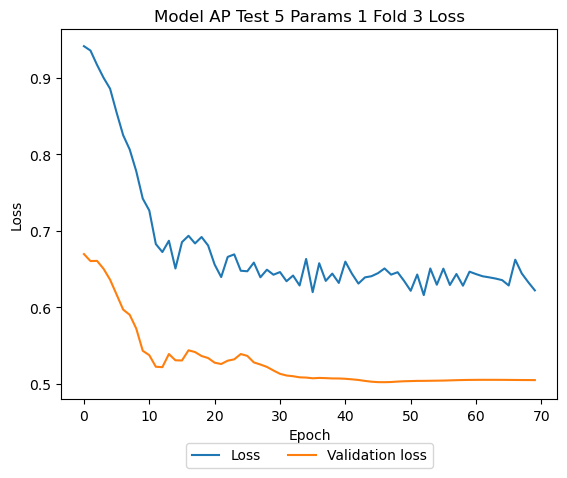 Model AP Test 5 Params 1 Fold 3 Loss
Loss
0.9
0.8
0.7
0.6
0.5
0 10 20 30 40 50 60 70
Epoch
Loss Validation loss